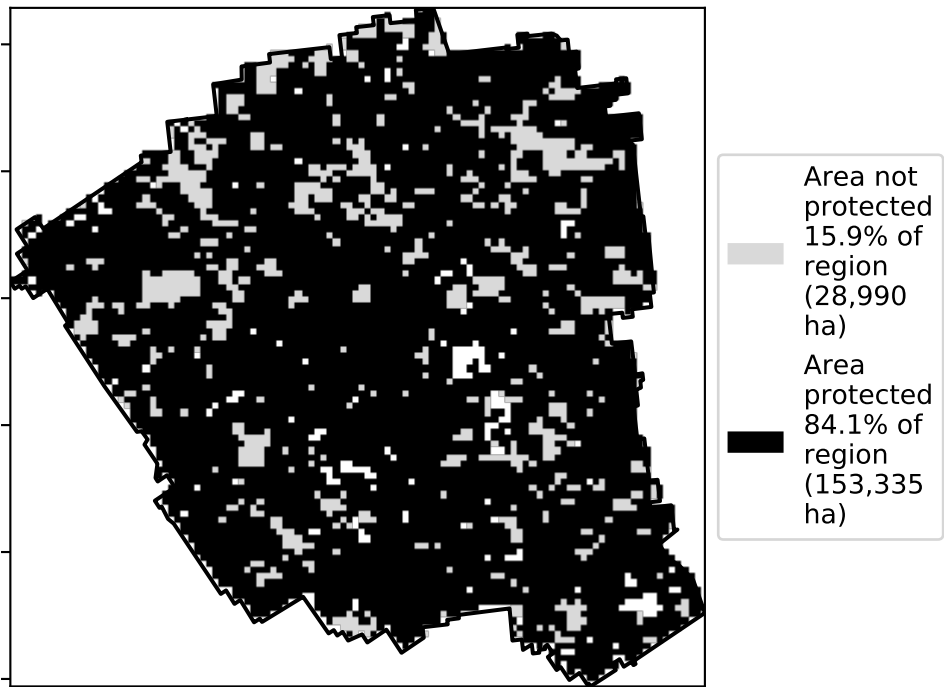 Area not
protected
15.9% of
region
(28,990
ha)
Area
protected
84.1% of
region
(153,335
ha)